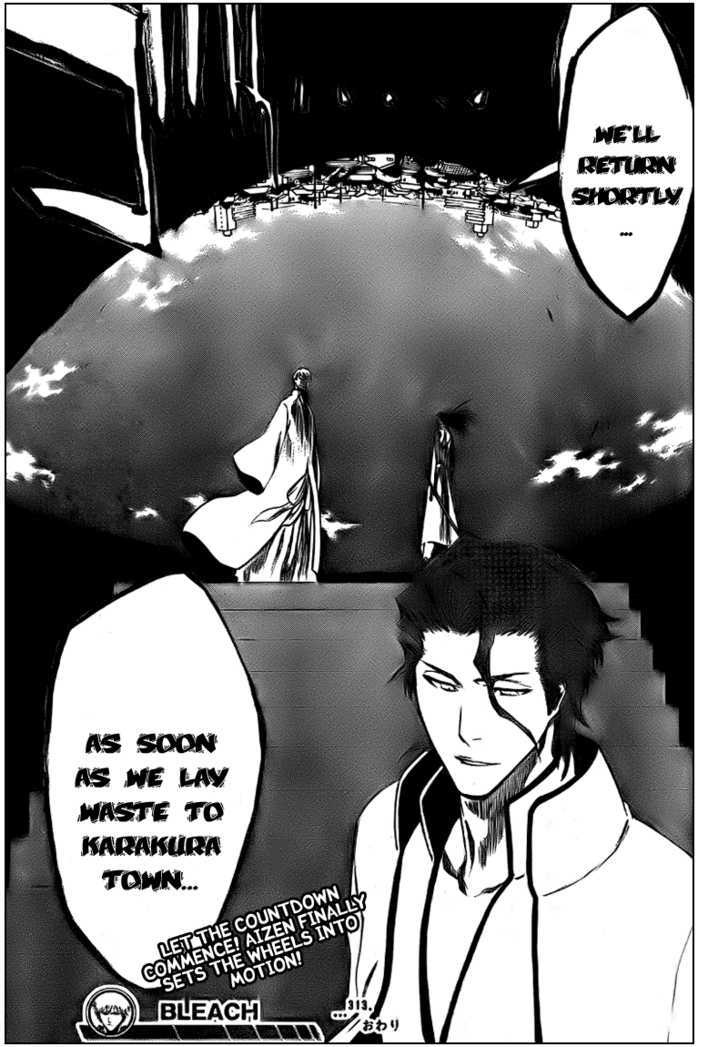 WE'LL
RETURN
SHORTLY
...
AS SOON
AS WE LAY
WASTE TO
KARAKURA
TOWN...
LET THE COUNTDOWN
COMMENCE! AIZEN FINALLY
SETS THE WHEELS INTO
MOTION!
BLEACH
...313.
おわり